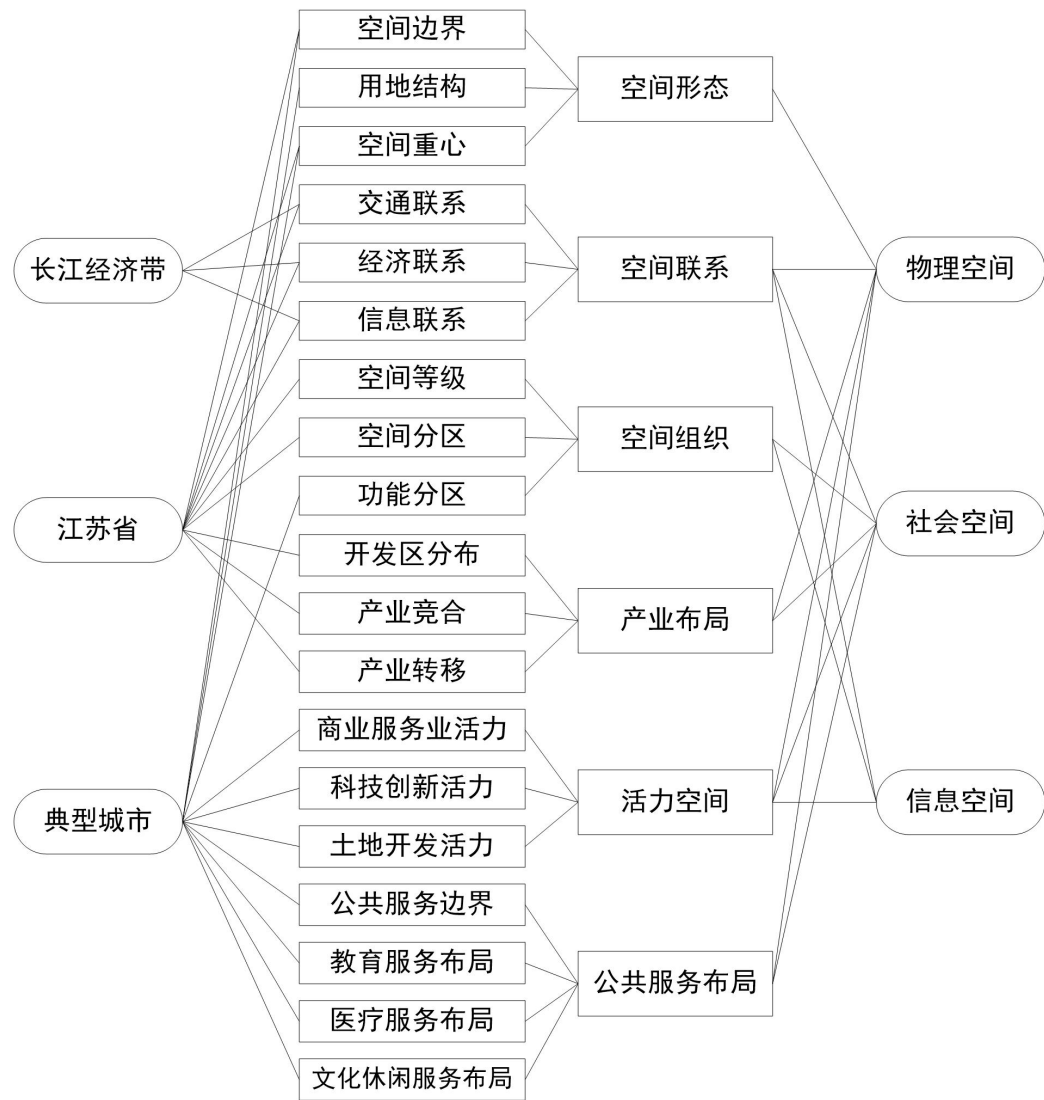 长江经济带
江苏省
典型城市
空间边界
用地结构
空间重心
交通联系
经济联系
信息联系
空间等级
空间分区
功能分区
开发区分布
产业竞合
产业转移
商业服务业活力
科技创新活力
土地开发活力
公共服务边界
教育服务布局
医疗服务布局
文化休闲服务布局
空间形态
空间联系
空间组织
产业布局
活力空间
公共服务布局
物理空间
社会空间
信息空间